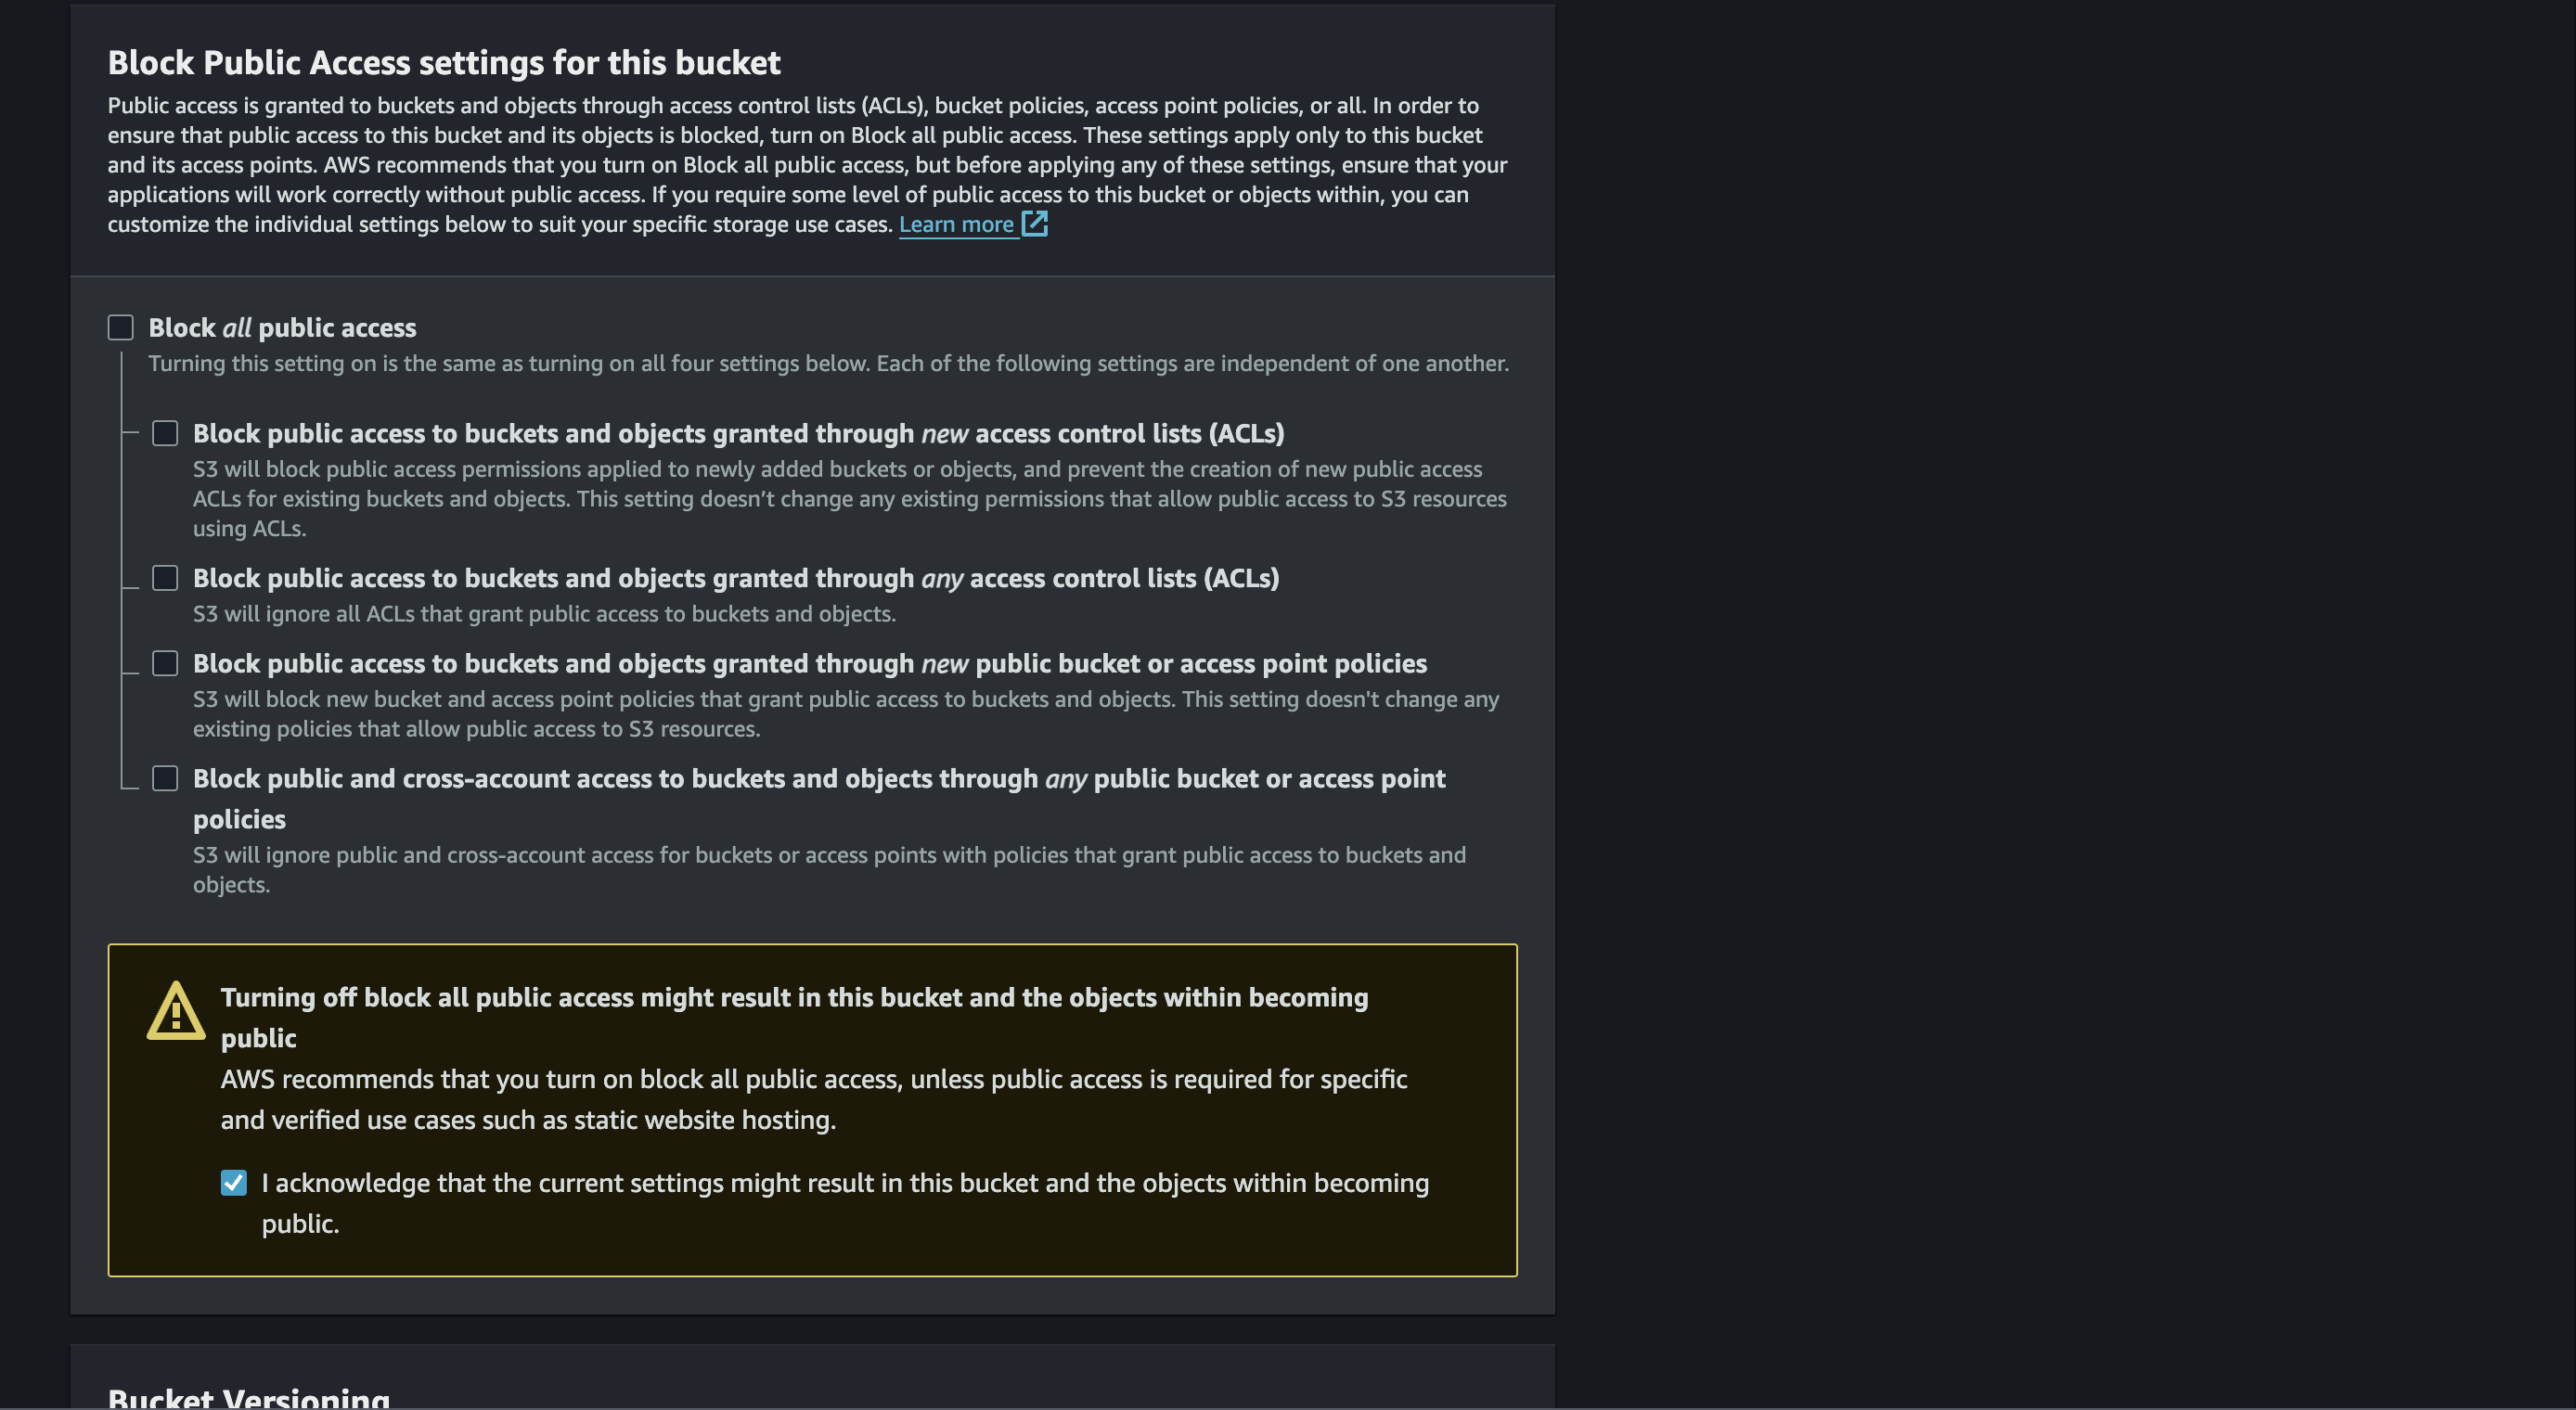 Block Public Access settings for this bucket
Public access is granted to buckets and objects through access control lists (ACLs), bucket policies, access point policies, or all. In order to
ensure that public access to this bucket and its objects is blocked, turn on Block all public access. These settings apply only to this bucket
and its access points. AWS recommends that you turn on Block all public access, but before applying any of these settings, ensure that your
applications will work correctly without public access. If you require some level of public access to this bucket or objects within, you can
customize the individual settings below to suit your specific storage use cases. Learn more
Block all public access
Turning this setting on is the same as turning on all four settings below. Each of the following settings are independent of one another.
Block public access to buckets and objects granted through new access control lists (ACLs)
S3 will block public access permissions applied to newly added buckets or objects, and prevent the creation of new public access
ACLs for existing buckets and objects. This setting doesn’t change any existing permissions that allow public access to S3 resources
using ACLs.
Block public access to buckets and objects granted through any access control lists (ACLs)
S3 will ignore all ACLs that grant public access to buckets and objects.
Block public access to buckets and objects granted through new public bucket or access point policies
S3 will block new bucket and access point policies that grant public access to buckets and objects. This setting doesn't change any
existing policies that allow public access to S3 resources.
Block public and cross-account access to buckets and objects through any public bucket or access point
policies
S3 will ignore public and cross-account access for buckets or access points with policies that grant public access to buckets and
objects.
Turning off block all public access might result in this bucket and the objects within becoming
public
AWS recommends that you turn on block all public access, unless public access is required for specific
and verified use cases such as static website hosting.
I acknowledge that the current settings might result in this bucket and the objects within becoming
public.
Bucket Versioning